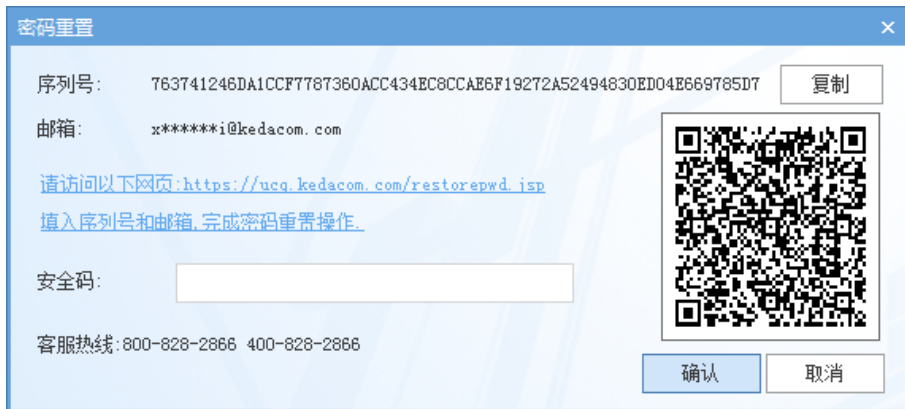 密码重置
序列号: 763741246DA1CCF7787360ACC434EC8CCAE6F19272A52494830ED04E669785D7 复制
邮箱: x******i@kedacom.com
请访问以下网页:https://ucq.kedacom.com/restorepwd.jsp
填入序列号和邮箱,完成密码重置操作.
安全码:
客服热线:800-828-2866 400-828-2866
确认 取消